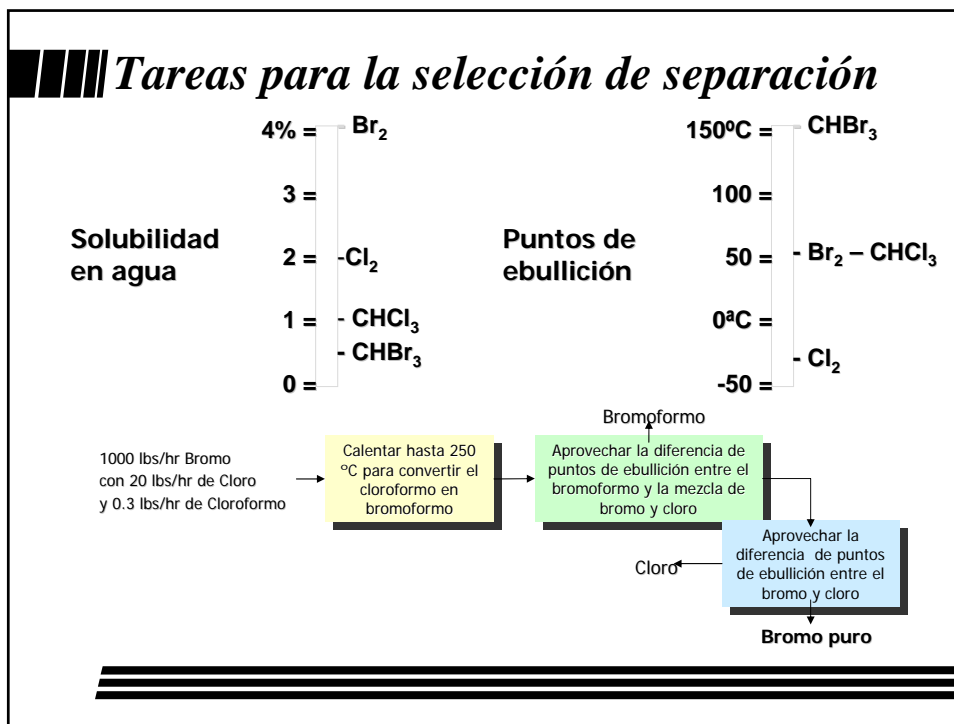 Tareas para la selección de separación
4% =
- Br₂
3 =
Solubilidad
en agua
2 =
-Cl₂
1 =
- CHCl₃
- CHBr₃
0 =
150ºC =
- CHBr₃
100 =
Puntos de
ebullición
50 =
- Br₂ – CHCl₃
0ªC =
- Cl₂
-50 =
1000 lbs/hr Bromo
con 20 lbs/hr de Cloro
y 0.3 lbs/hr de Cloroformo
Calentar hasta 250
ºC para convertir el
cloroformo en
bromoformo
Bromoformo
Aprovechar la diferencia de
puntos de ebullición entre el
bromoformo y la mezcla de
bromo y cloro
Aprovechar la
diferencia de puntos
de ebullición entre el
bromo y cloro
Cloro
Bromo puro